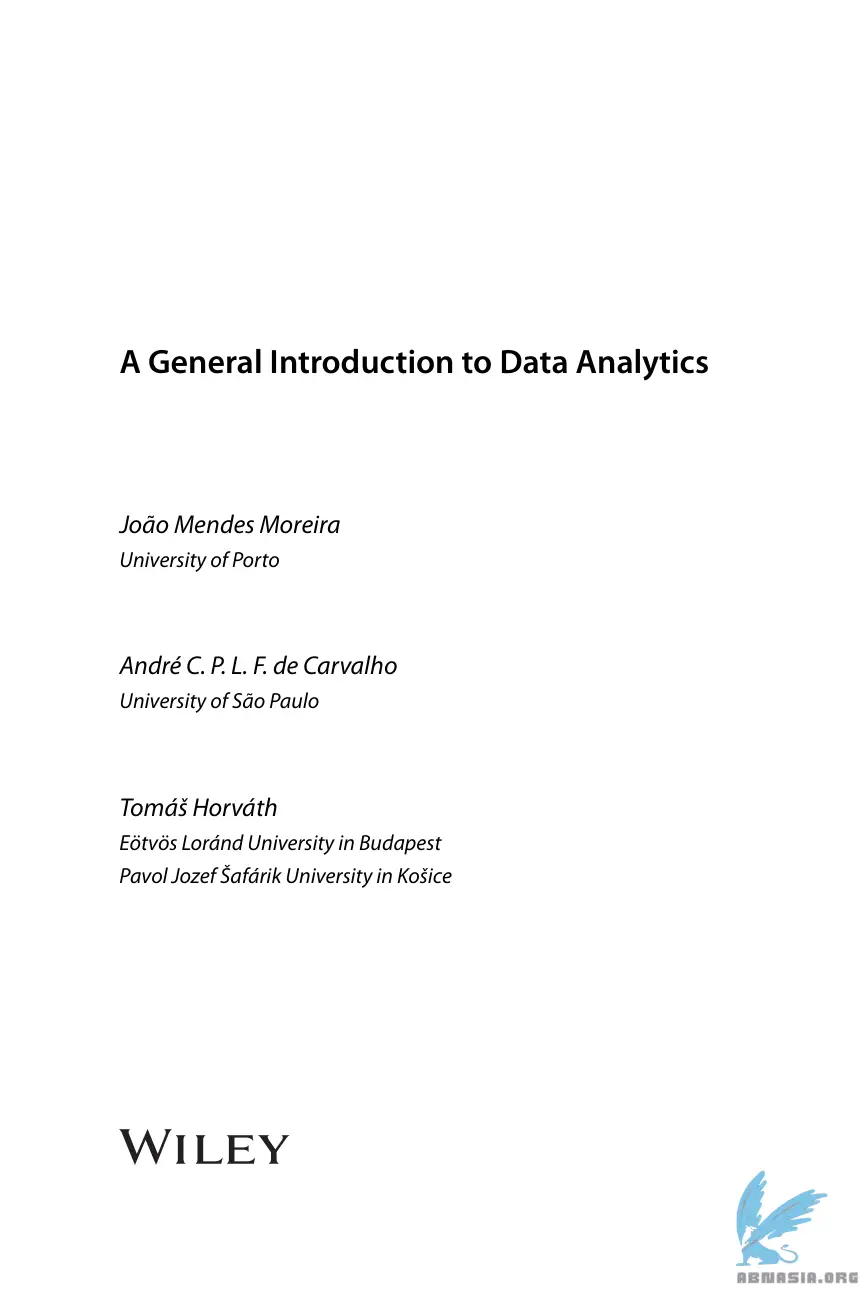 A General Introduction to Data Analytics
João Mendes Moreira
University of Porto
André C. P. L. F. de Carvalho
University of São Paulo
Tomáš Horváth
Eötvös Loránd University in Budapest
Pavol Jozef Šafárik University in Košice
WILEY
ABNASIA.ORG